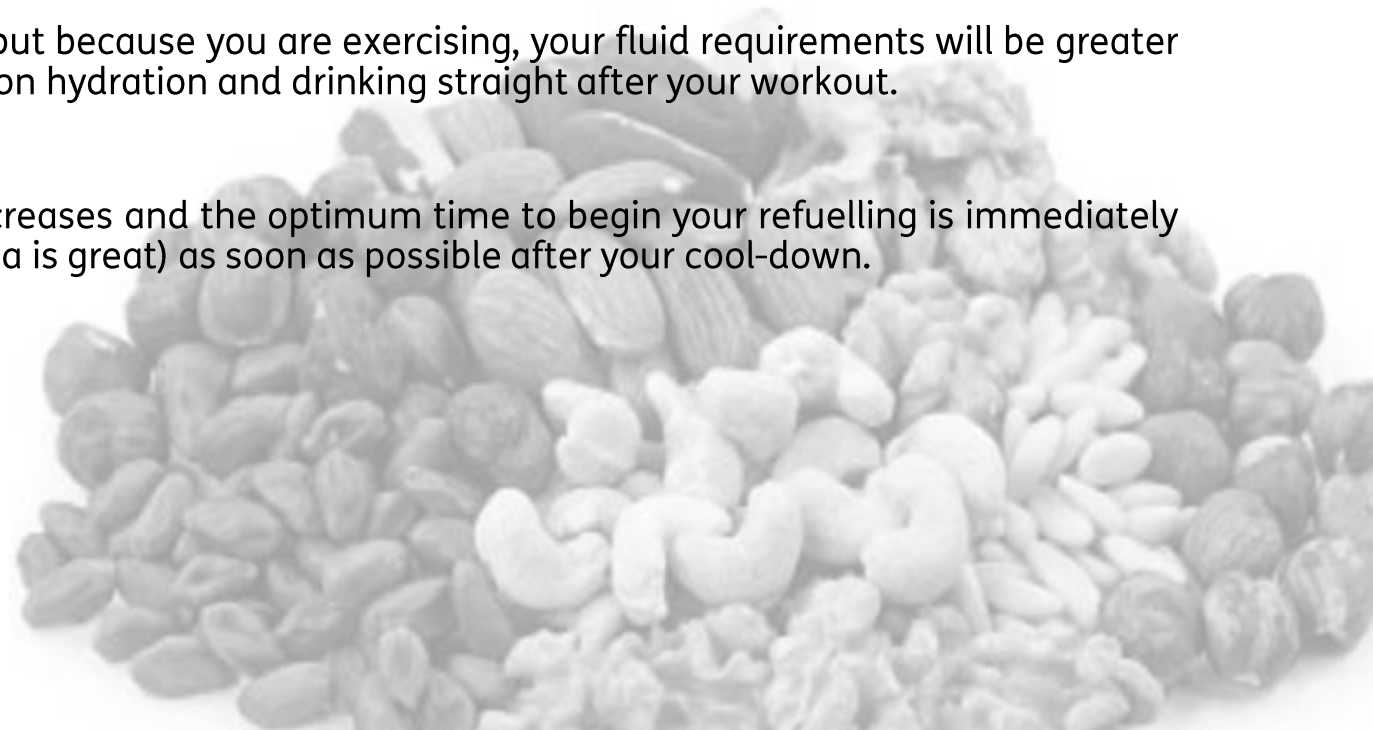 but because you are exercising, your fluid requirements will be greater
on hydration and drinking straight after your workout.
creases and the optimum time to begin your refuelling is immediately
a is great) as soon as possible after your cool-down.